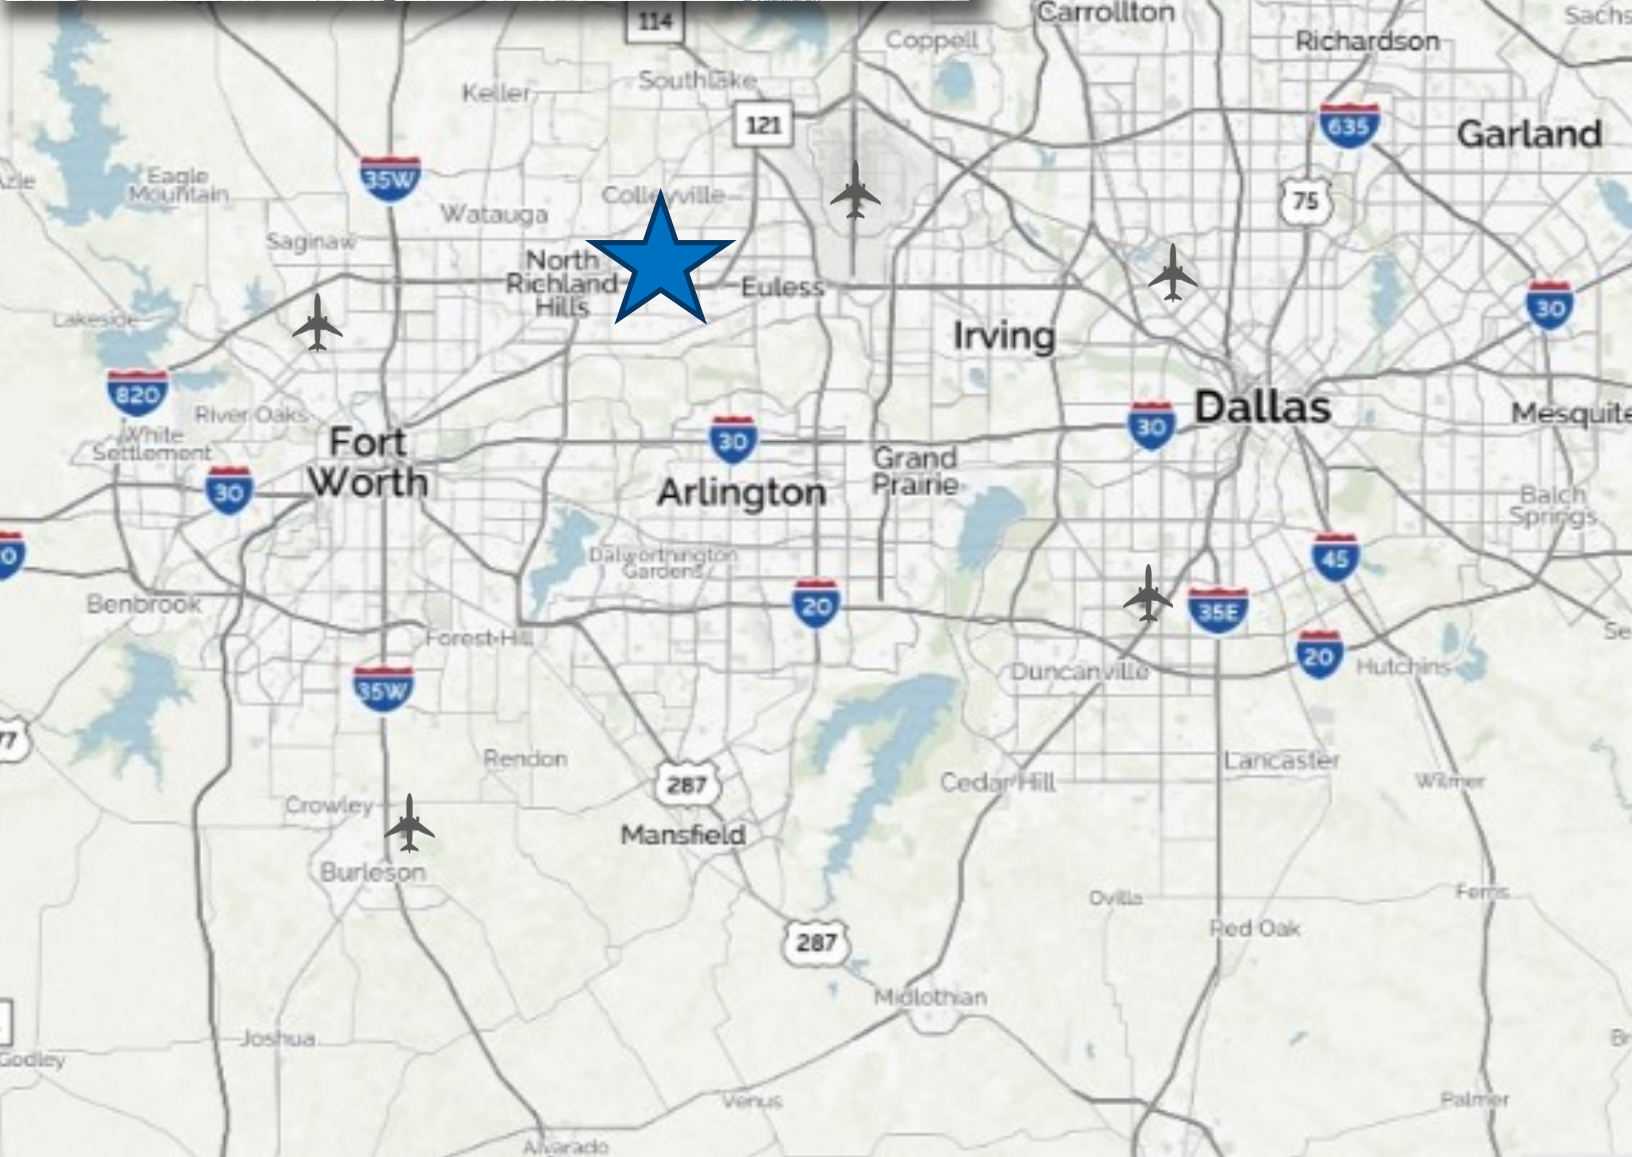 114
Carrollton
Coppell
Richardson
Southlake
Keller
121
635
Garland
35W
Eagle
Mountain
Colleyville
75
Watauga
Saginaw
North
Richland
Hills
Euless
30
Lakeside
Irving
820
River Oaks
Dallas
Mesquite
White
Settlement
Fort
Worth
30
30
30
Arlington
Grand
Prairie
Balch
Springs
Dalworthington
Gardens
45
Benbrook
20
35E
Forest Hill
20
Hutchins
Duncanville
35W
Rendon
287
Cedar Hill
Lancaster
Wilmer
Crowley
Mansfield
Burleson
Ovilla
Ferris
Red Oak
287
Midlothian
Joshua
Godley
Venus
Palmer
Alvarado